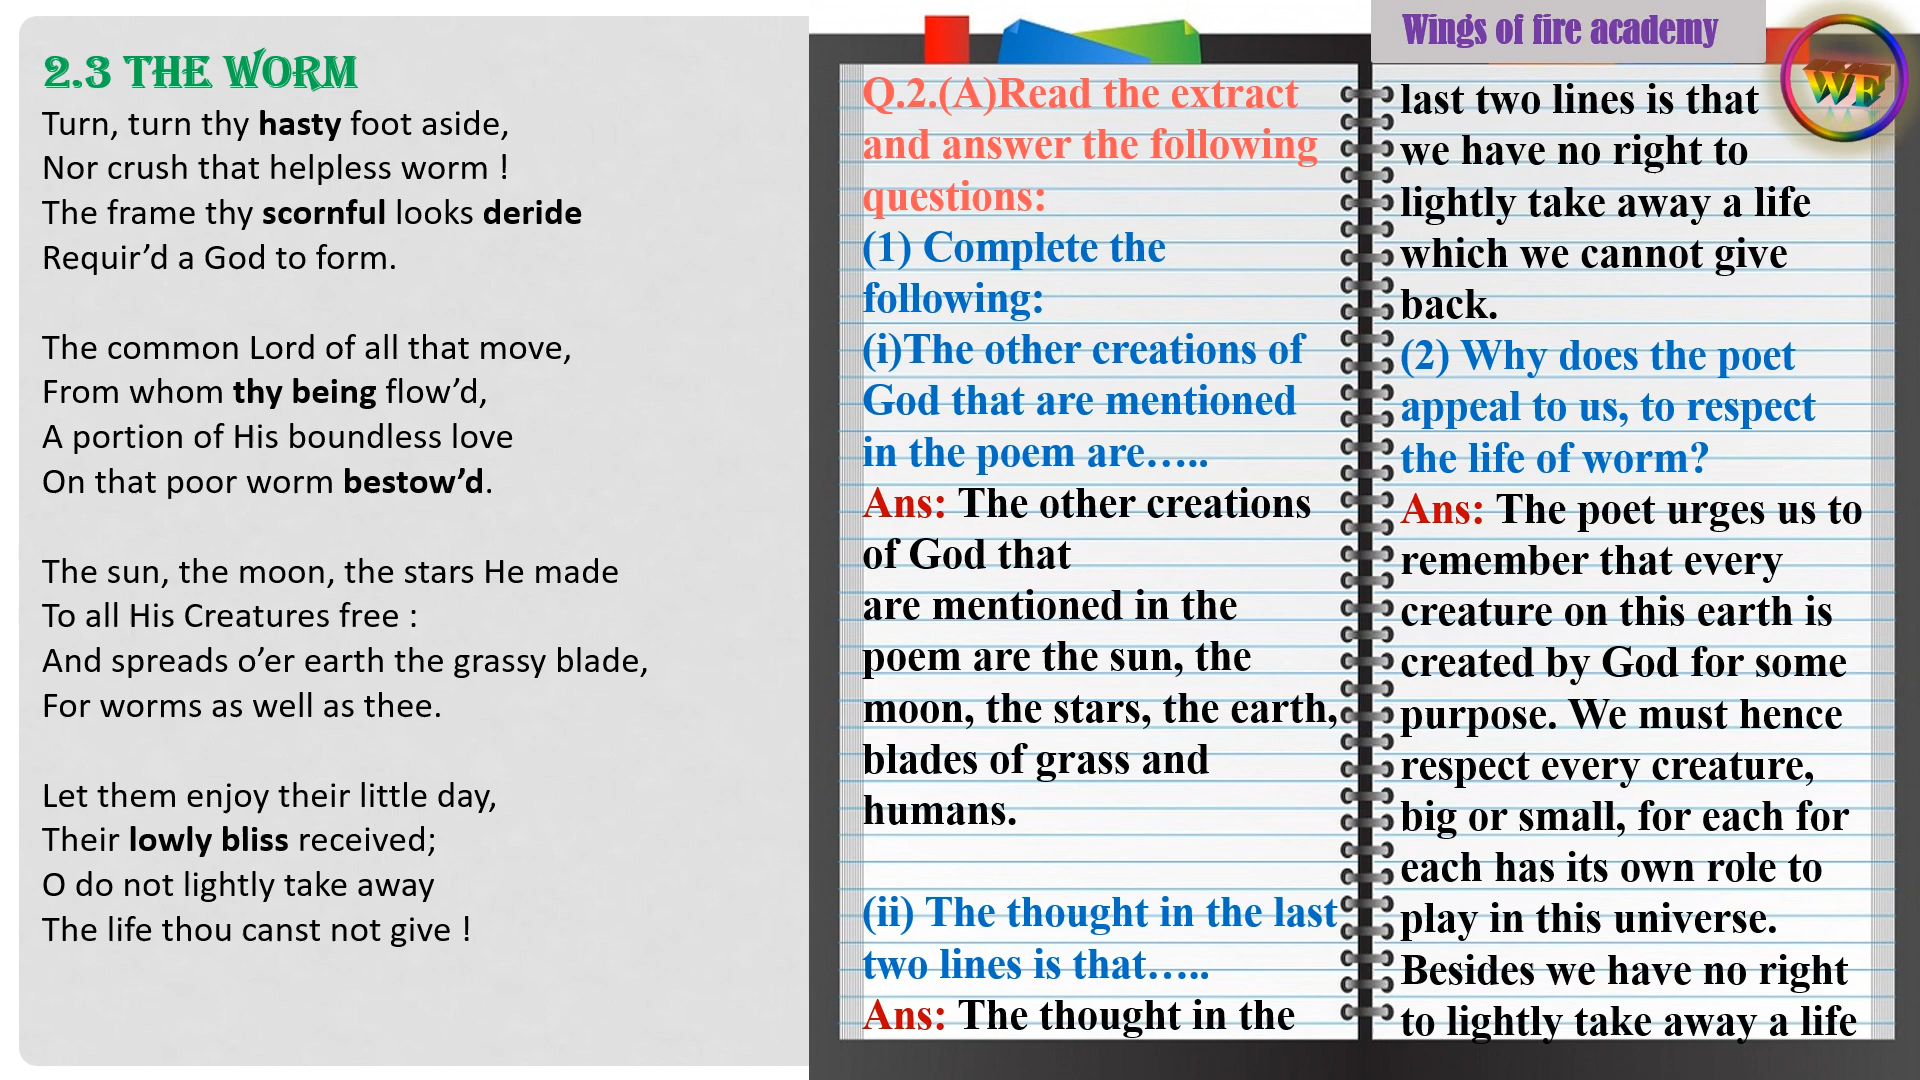 2.3 THE WORM
Turn, turn thy hasty foot aside,
Nor crush that helpless worm !
The frame thy scornful looks deride
Requir’d a God to form.
The common Lord of all that move,
From whom thy being flow’d,
A portion of His boundless love
On that poor worm bestow’d.
The sun, the moon, the stars He made
To all His Creatures free :
And spreads o’er earth the grassy blade,
For worms as well as thee.
Let them enjoy their little day,
Their lowly bliss received;
O do not lightly take away
The life thou canst not give !
Q.2.(A)Read the extract
and answer the following
questions:
(1) Complete the
following:
(i)The other creations of
God that are mentioned
in the poem are…..
Ans: The other creations
of God that
are mentioned in the
poem are the sun, the
moon, the stars, the earth,
blades of grass and
humans.
(ii) The thought in the last
two lines is that…..
Ans: The thought in the
Wings of fire academy
WE
last two lines is that
we have no right to
lightly take away a life
which we cannot give
back.
(2) Why does the poet
appeal to us, to respect
the life of worm?
Ans: The poet urges us to
remember that every
creature on this earth is
created by God for some
purpose. We must hence
respect every creature,
big or small, for each for
each has its own role to
play in this universe.
Besides we have no right
to lightly take away a life